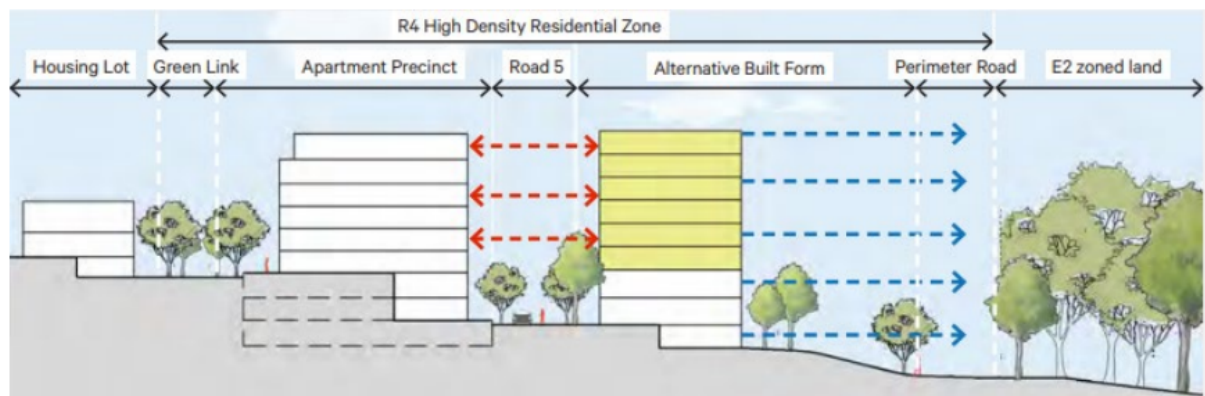 R4 High Density Residential Zone
Housing Lot
Green Link
Apartment Precinct
Road 5
Alternative Built Form
Perimeter Road
E2 zoned land